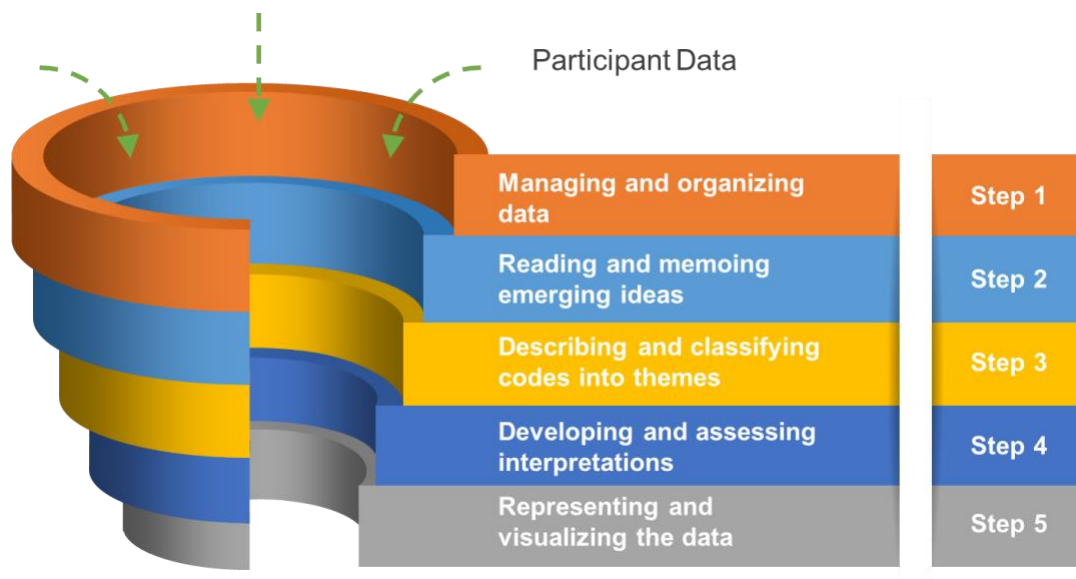 Participant Data
Managing and organizing
data
Step 1
Reading and memoing
emerging ideas
Step 2
Describing and classifying
codes into themes
Step 3
Developing and assessing
interpretations
Step 4
Representing and
visualizing the data
Step 5